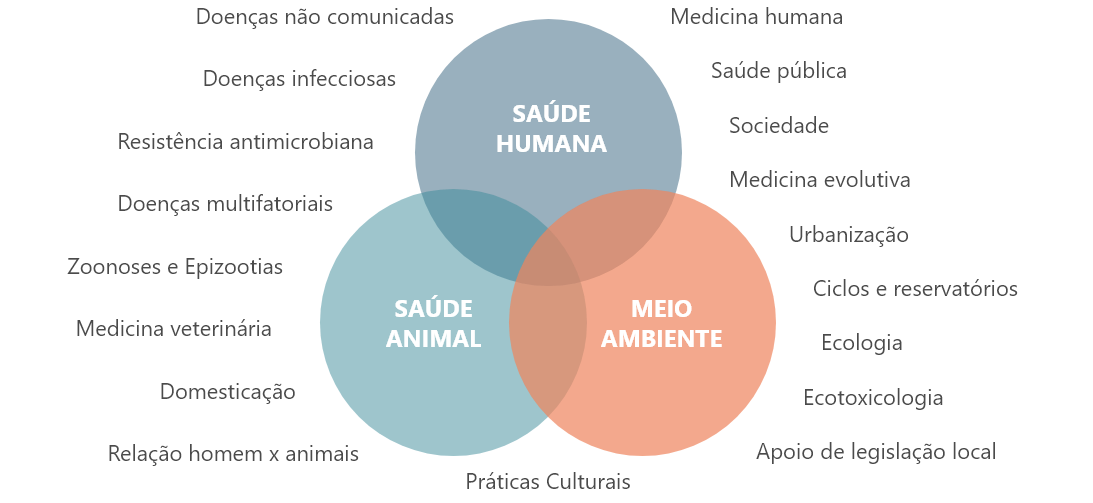 Doenças não comunicadas
Medicina humana
Doenças infecciosas
Saúde pública
SAÚDE
HUMANA
Resistência antimicrobiana
Sociedade
Doenças multifatoriais
Medicina evolutiva
Zoonoses e Epizootias
Urbanização
Medicina veterinária
SAÚDE
ANIMAL
MEIO
AMBIENTE
Ciclos e reservatórios
Ecologia
Domesticação
Ecotoxicologia
Relação homem x animais
Apoio de legislação local
Práticas Culturais